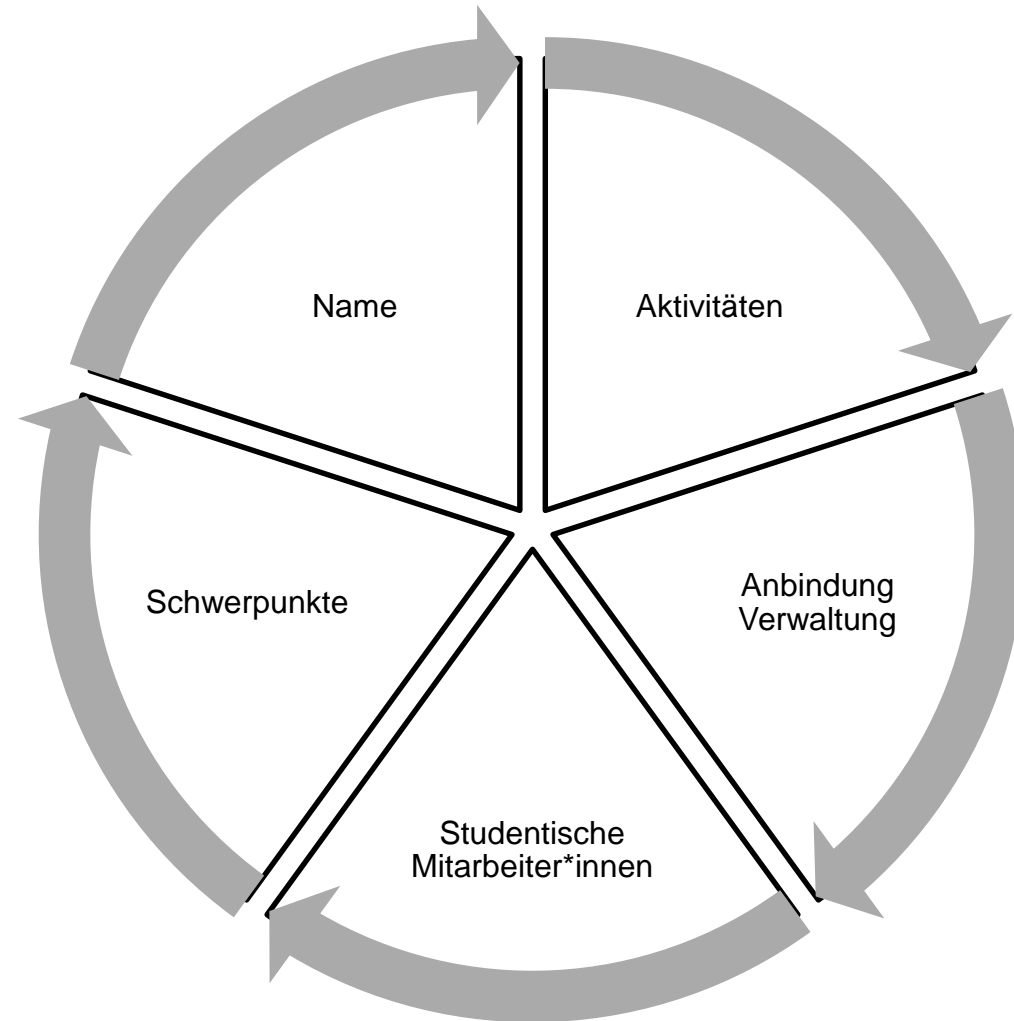 Name
Aktivitäten
Schwerpunkte
Anbindung
Verwaltung
Studentische
Mitarbeiter*innen